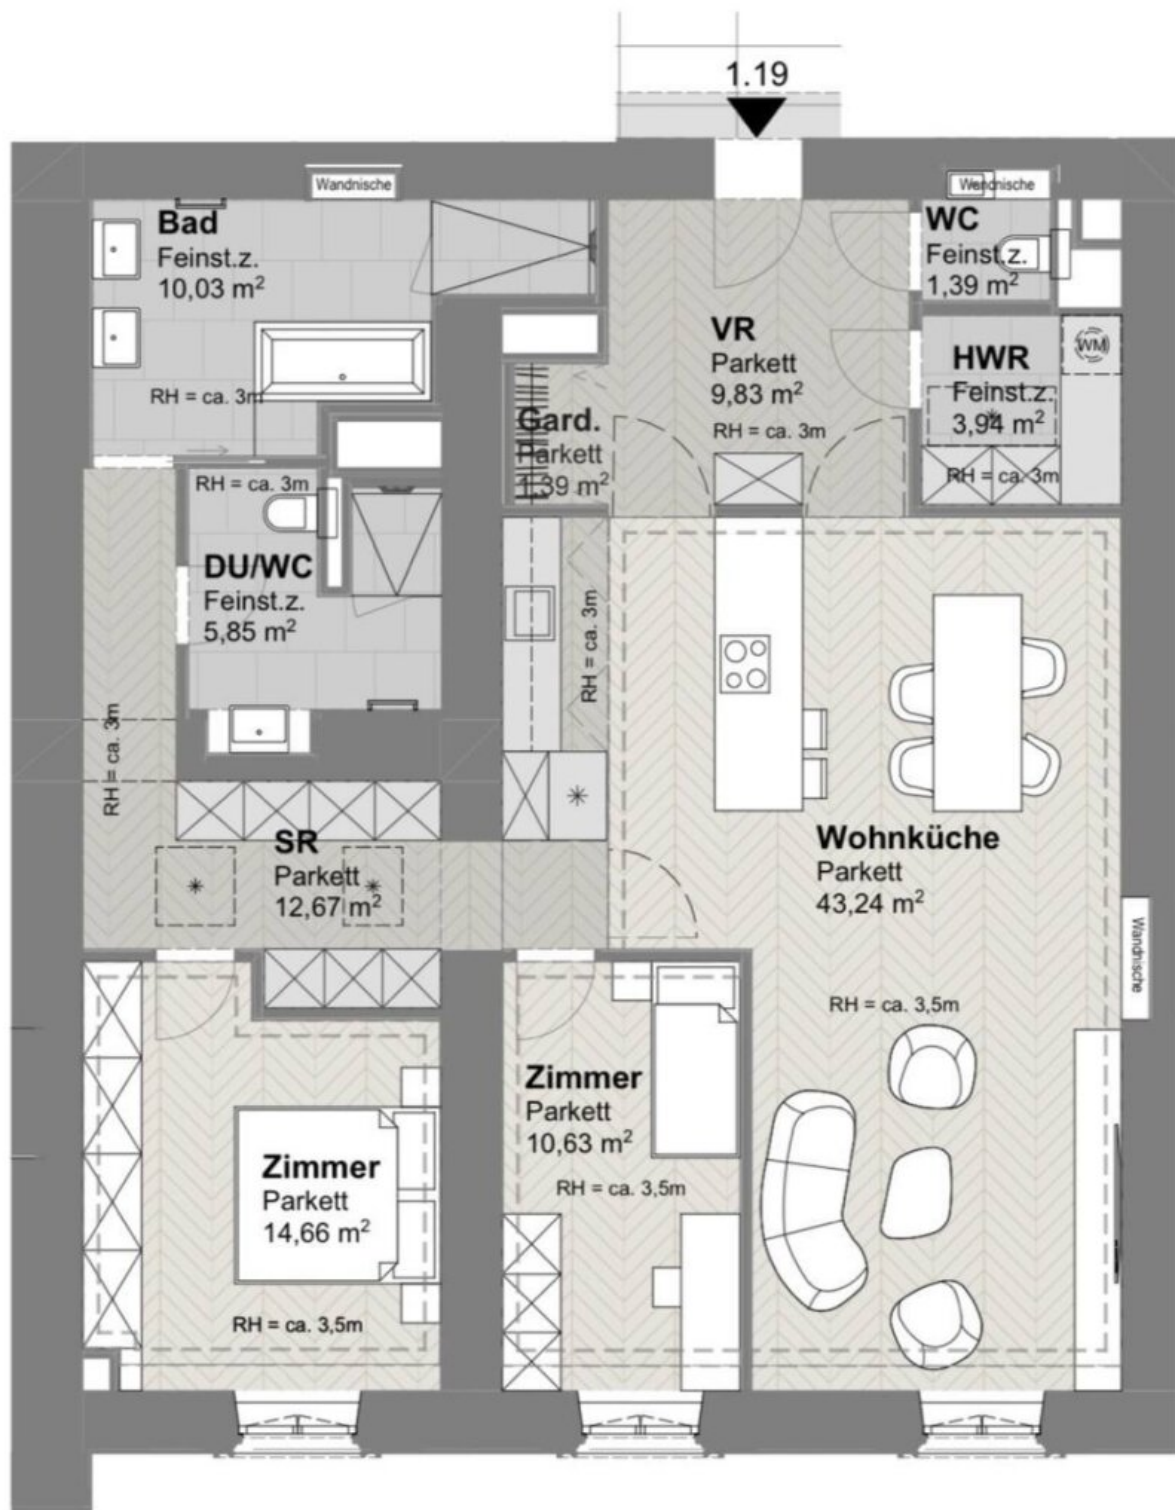 1.19
Wandnische
Wandnische
Bad
Feinst.z.
10,03 m²
RH = ca. 3m
WC
Feinst.z.
1,39 m²
VR
Parkett
9,83 m²
RH = ca. 3m
WM
HWR
Feinst.z.
3,94 m²
RH = ca. 3m
Gard.
Parkett
1,39 m²
RH = ca. 3m
DU/WC
Feinst.z.
5,85 m²
RH = ca. 3m
RH = ca. 3m
SR
Parkett
12,67 m²
Wohnküche
Parkett
43,24 m²
RH = ca. 3,5m
Wandnische
Zimmer
Parkett
10,63 m²
RH = ca. 3,5m
Zimmer
Parkett
14,66 m²
RH = ca. 3,5m